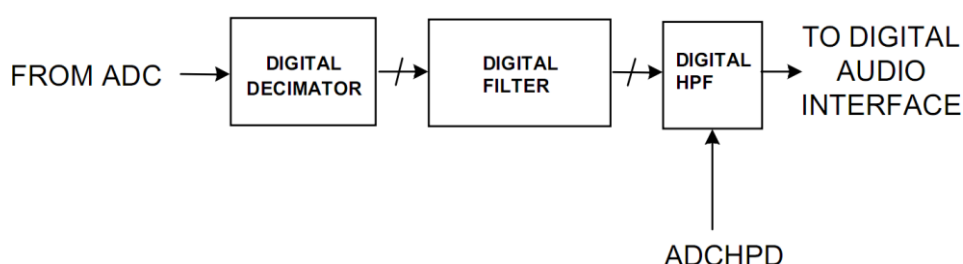 FROM ADC
DIGITAL
DECIMATOR
DIGITAL
FILTER
DIGITAL
HPF
TO DIGITAL
AUDIO
INTERFACE
ADCHPD